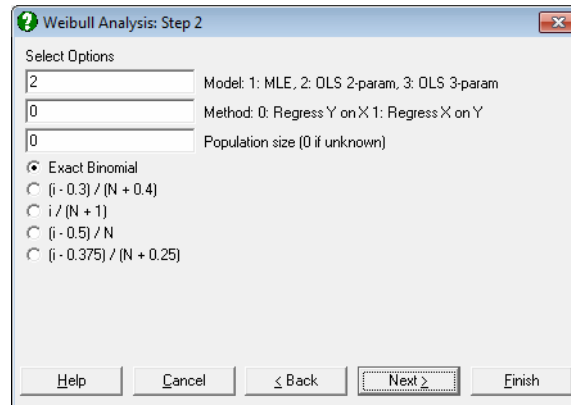 Weibull Analysis: Step 2
Select Options
2 Model: 1: MLE, 2: OLS 2-param, 3: OLS 3-param
0 Method: 0: Regress Y on X 1: Regress X on Y
0 Population size (0 if unknown)
Exact Binomial
(i - 0.3) / (N + 0.4)
i / (N + 1)
(i - 0.5) / N
(i - 0.375) / (N + 0.25)
Help Cancel < Back Next > Finish